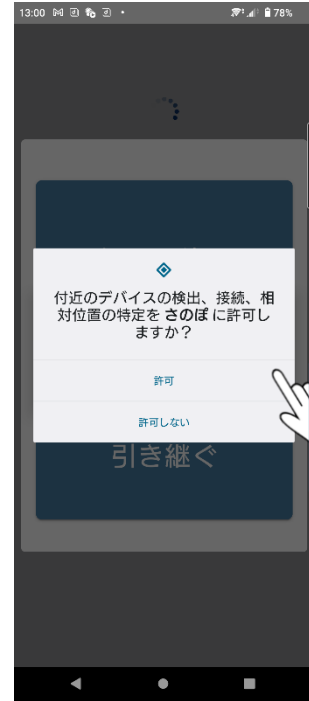 13:00
78%
付近のデバイスの検出、接続、相
対位置の特定を さのぽ に許可し
ますか？
許可
許可しない
引き継ぐ